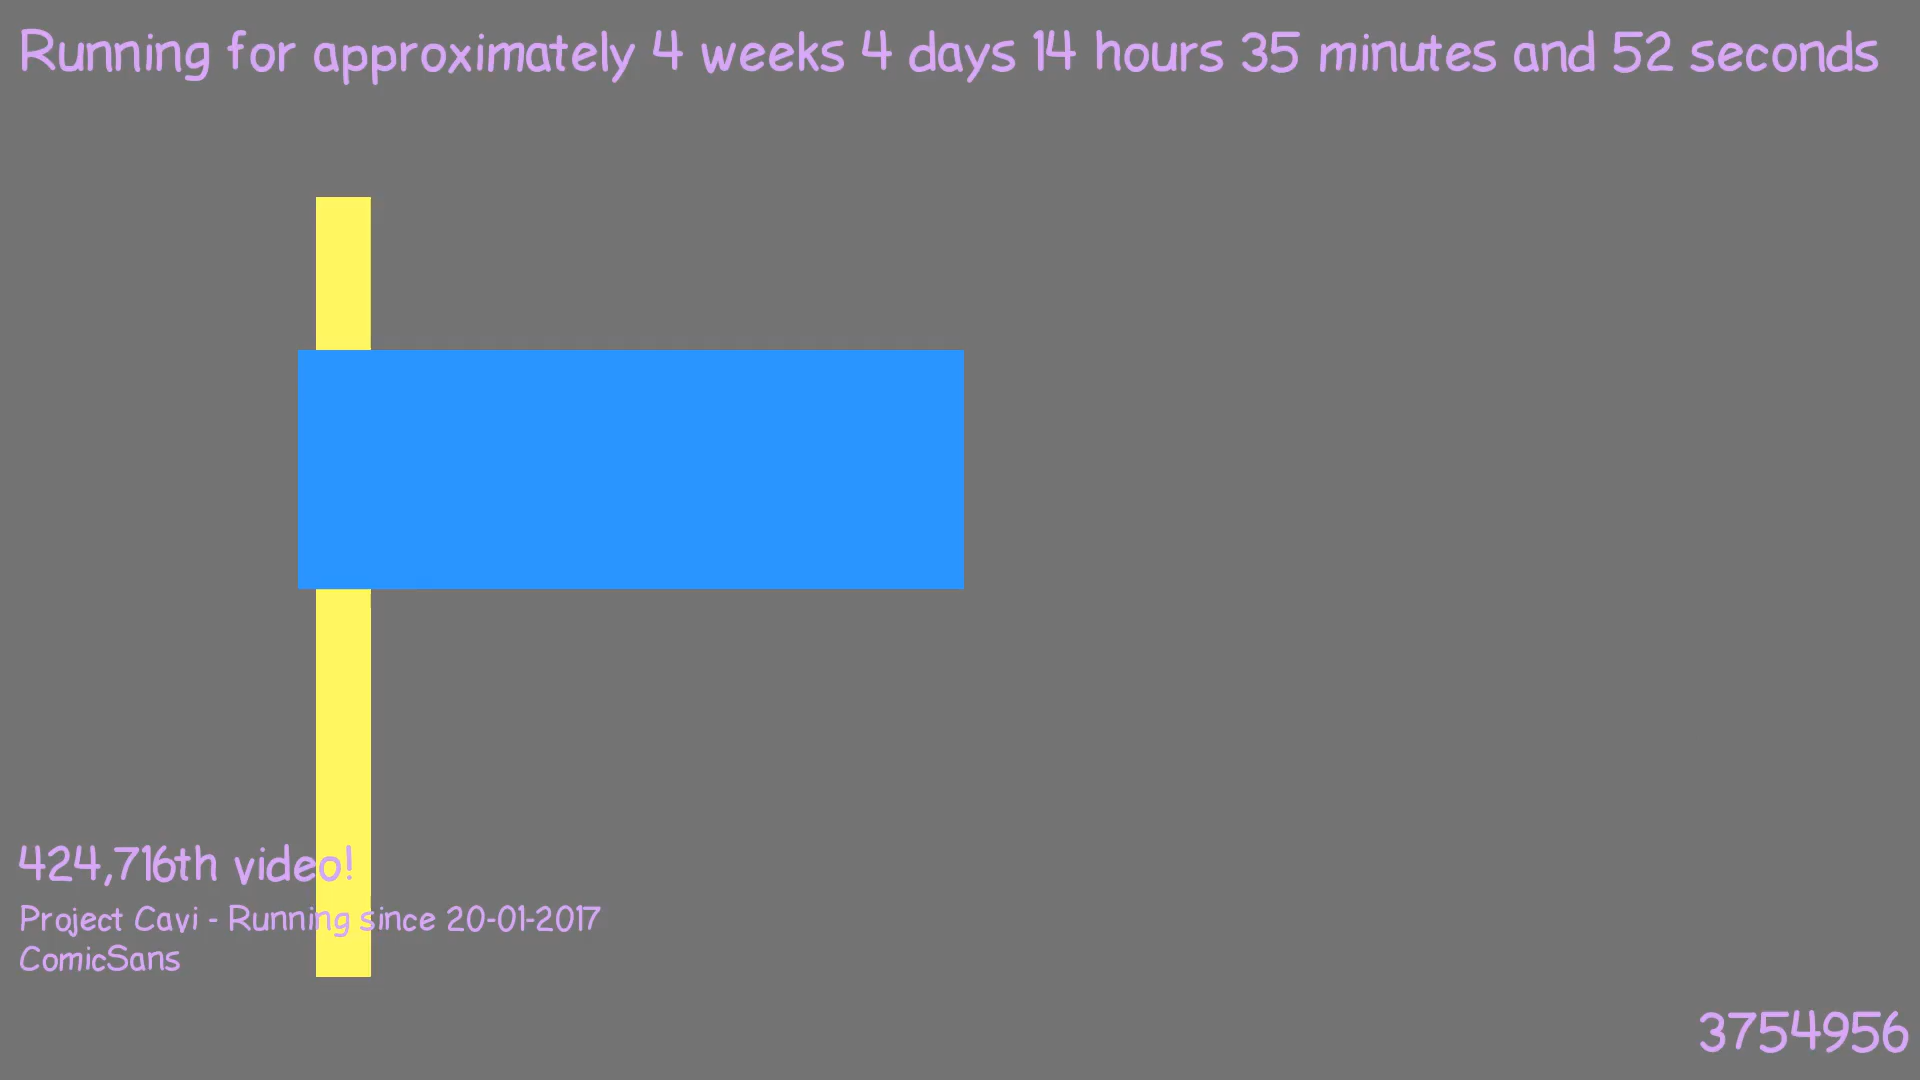 Running for approximately 4 weeks 4 days 14 hours 35 minutes and 52 seconds
424,716th video!
Project Cavi - Running since 20-01-2017
ComicSans
3754956